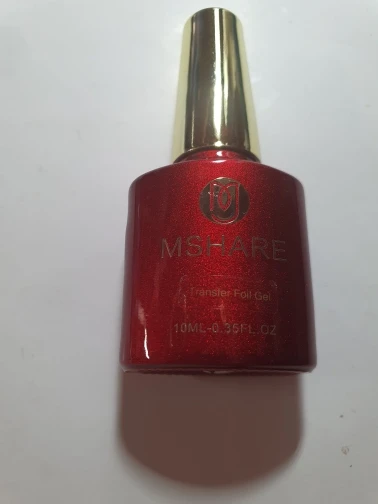 MSHARE
Transfer Foil Gel
10ML-0.35FL.OZ